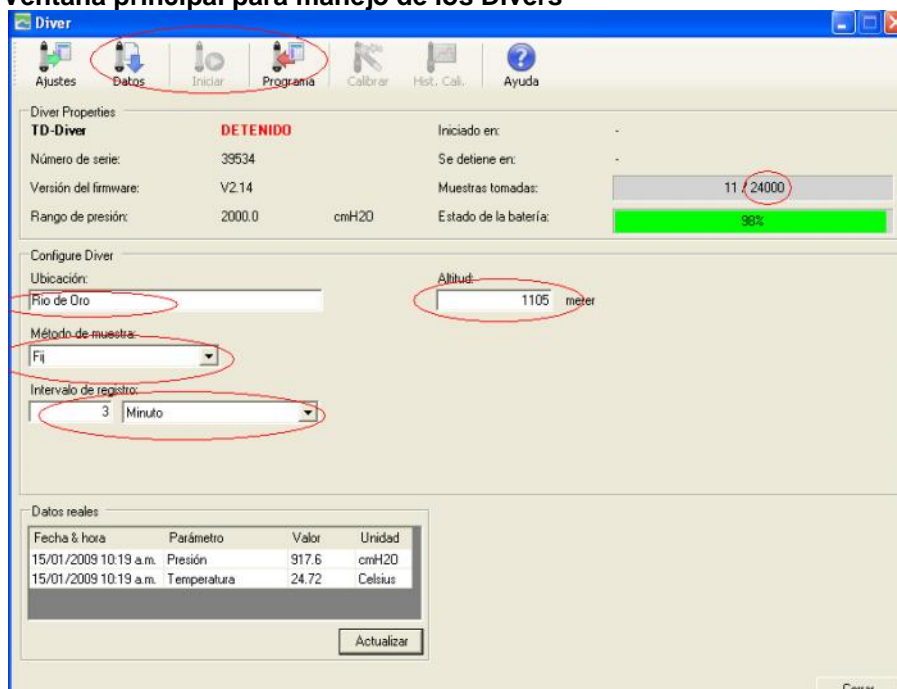 Ventana principal para manejo de los Divers
Diver
Ajustes Datos Iniciar Programa Calibrar Hist. Cali. Ayuda
Diver Properties
TD-Diver DETENIDO Iniciado en: -
Número de serie: 39534 Se detiene en: -
Versión del firmware: V2.14 Muestras tomadas: 11 / 24000
Rango de presión: 2000.0 cmH2O Estado de la batería: 98%
Configure Diver
Ubicación: Altitud:
Rio de Oro 1105 meter
Método de muestra:
Fij
Intervalo de registro:
3 Minuto
Datos reales
Fecha & hora Parámetro Valor Unidad
15/01/2009 10:19 a.m. Presión 917.6 cmH2O
15/01/2009 10:19 a.m. Temperatura 24.72 Celsius
Actualizar